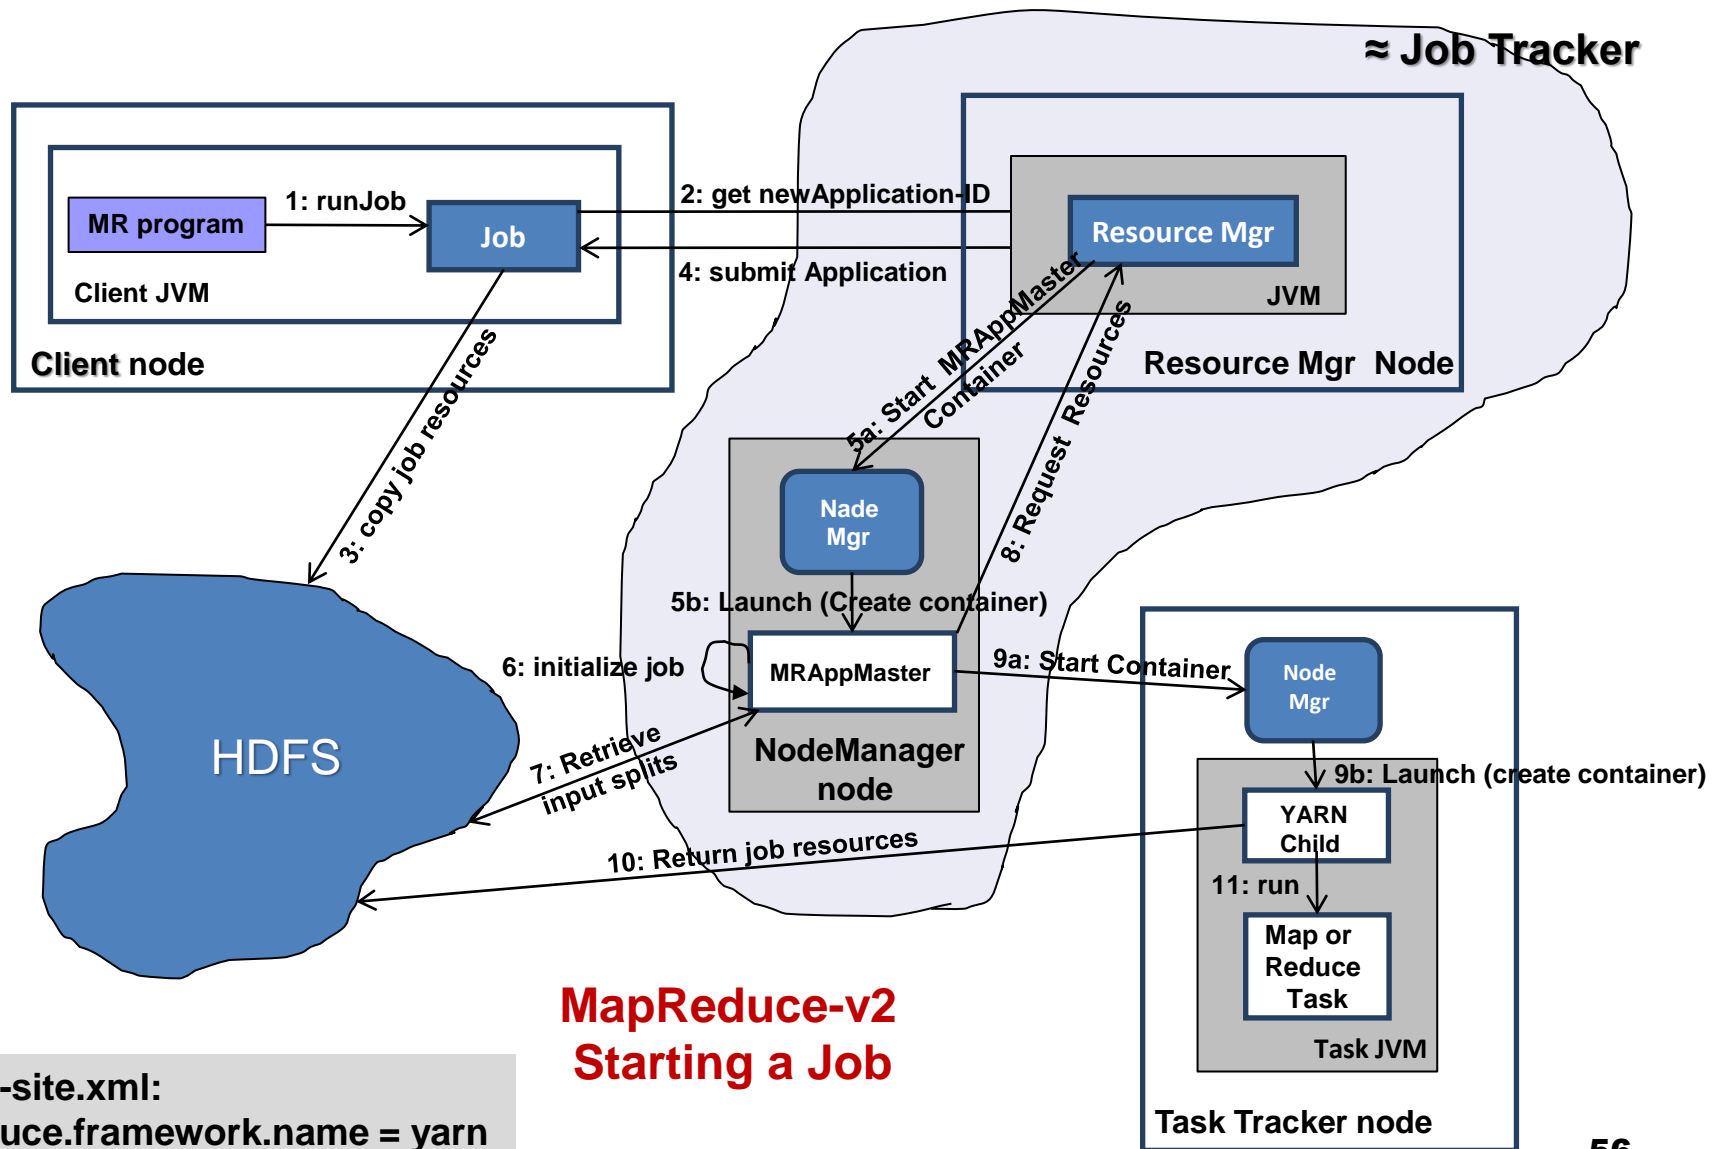 ≈ Job Tracker
MR program
1: runJob
Job
Client JVM
Client node
2: get newApplication-ID
4: submit Application
Resource Mgr
JVM
Resource Mgr Node
3: copy job resources
5a: Start MRAppMaster
Container
8: Request Resources
Nade
Mgr
5b: Launch (Create container)
6: initialize job
MRAppMaster
9a: Start Container
Node
Mgr
HDFS
7: Retrieve
input splits
NodeManager
node
9b: Launch (create container)
YARN
Child
10: Return job resources
11: run
Map or
Reduce
Task
Task JVM
Task Tracker node
MapReduce-v2
Starting a Job
-site.xml:
uce.framework.name = yarn
56